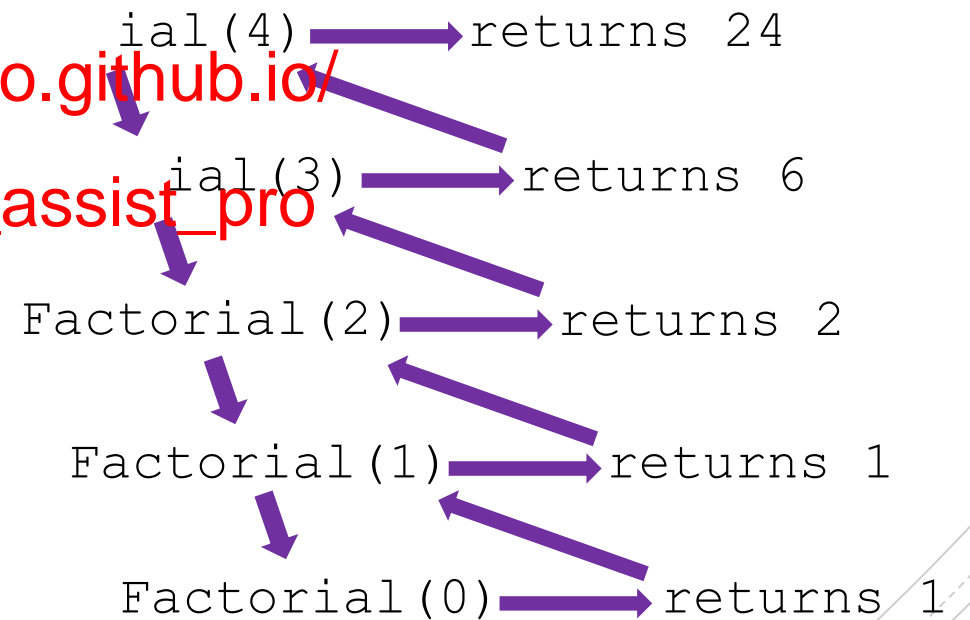 ial(4) returns 24
o.github.io/
ial(3) returns 6
assist_pro
Factorial(2) returns 2
Factorial(1) returns 1
Factorial(0) returns 1